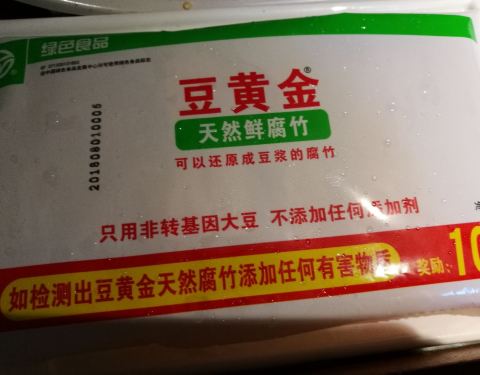 绿色食品
豆黄金®
天然鲜腐竹
可以还原成豆浆的腐竹
201808010006
只用非转基因大豆 不添加任何添加剂
如检测出豆黄金天然腐竹添加任何有害物质 奖励:10